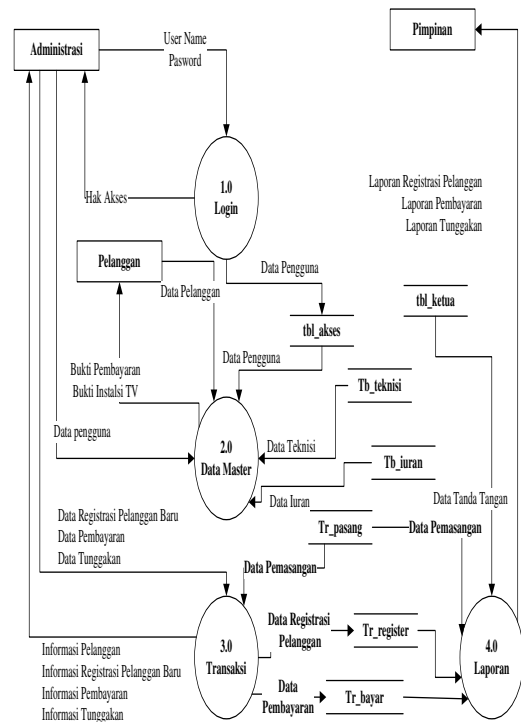 Administrasi
User Name
Pasword
Pimpinan
1.0
Login
Hak Akses
Laporan Registrasi Pelanggan
Laporan Pembayaran
Laporan Tunggakan
Pelanggan
Data Pelanggan
Data Pengguna
tbl_akses
tbl_ketua
Data Pengguna
Bukti Pembayaran
Bukti Instalsi TV
Tb_teknisi
Data pengguna
2.0
Data Master
Data Teknisi
Tb_iuran
Data Iuran
Data Tanda Tangan
Data Registrasi Pelanggan Baru
Data Pembayaran
Data Tunggakan
Tr_pasang
Data Pemasangan
Data Pemasangan
3.0
Transaksi
Data Registrasi
Pelanggan
Tr_register
4.0
Laporan
Informasi Pelanggan
Informasi Registrasi Pelanggan Baru
Informasi Pembayaran
Informasi Tunggakan
Data
Pembayaran
Tr_bayar